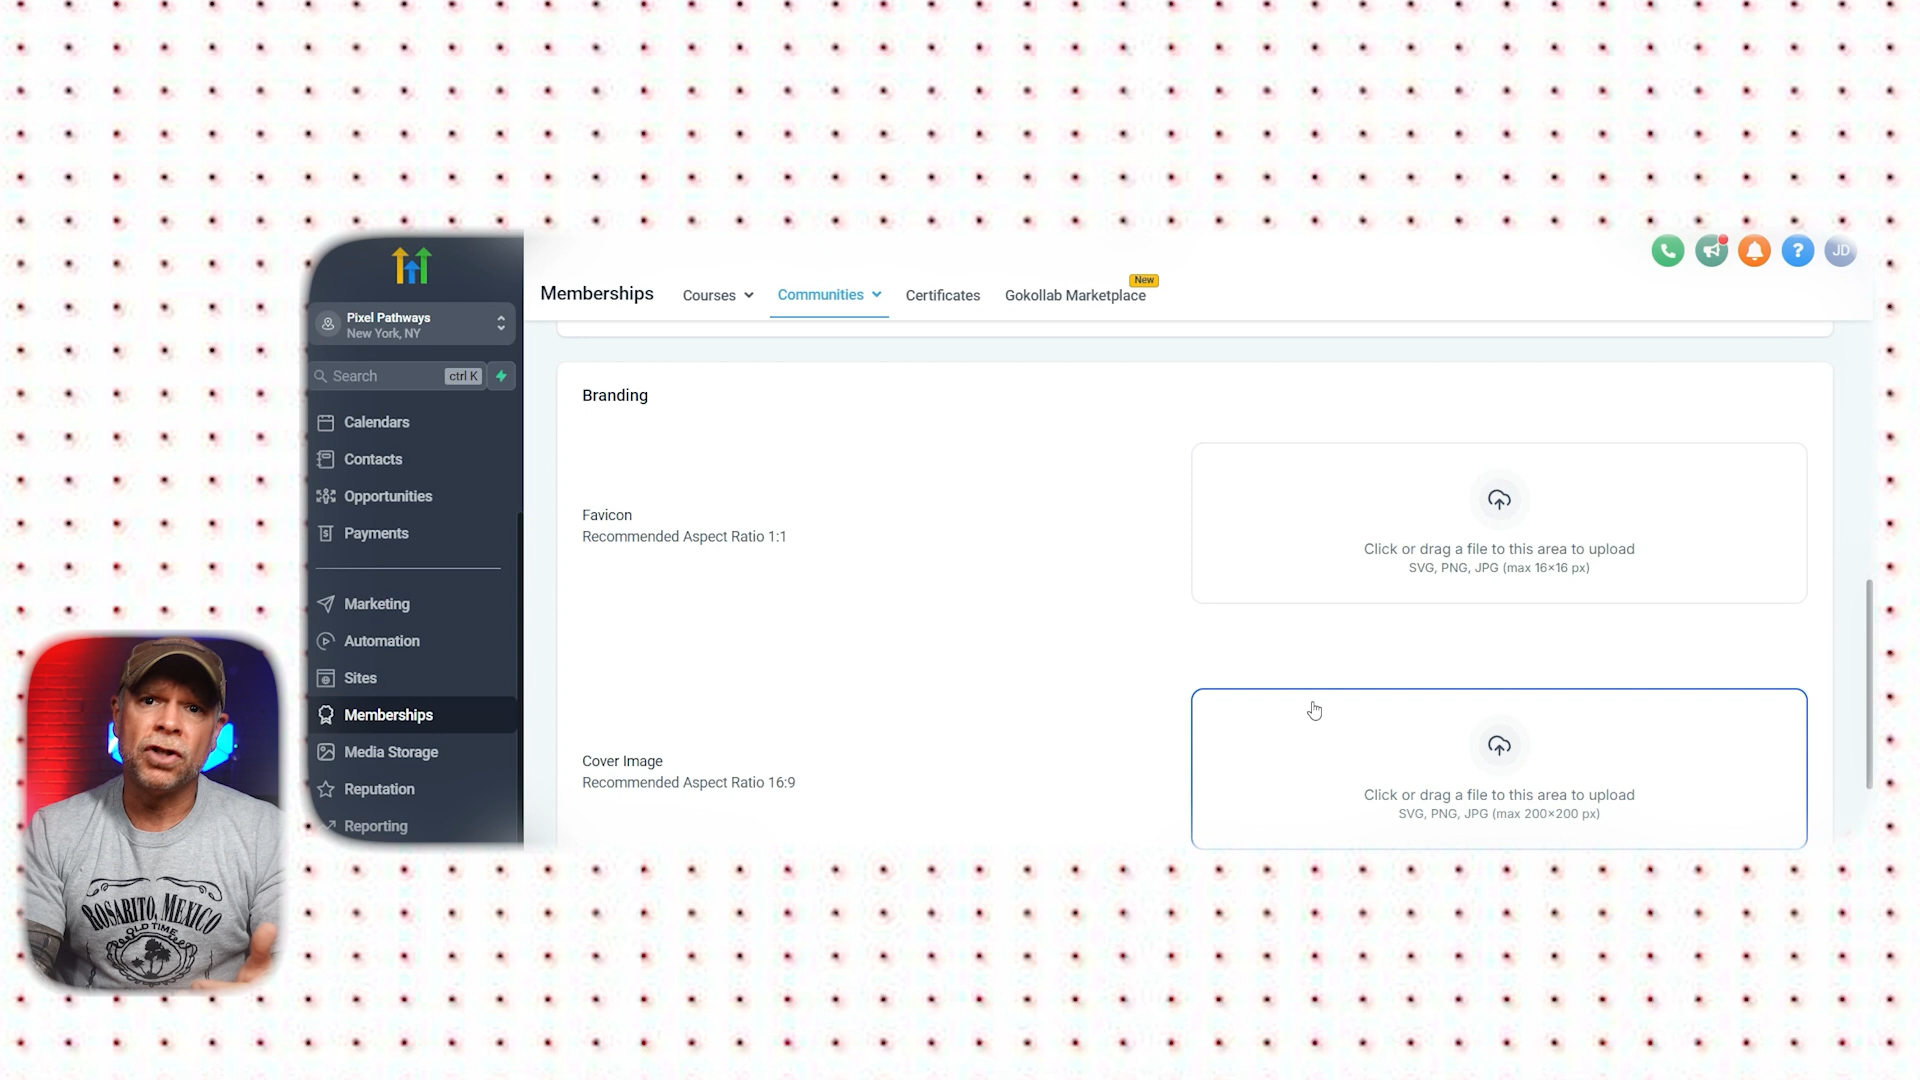 Pixel Pathways
New York, NY
Search
ctrl K
Calendars
Contacts
Opportunities
Payments
Marketing
Automation
Sites
Memberships
Media Storage
Reputation
Reporting
Memberships
Courses
Communities
Certificates
Gokollab Marketplace
New
?
JD
Branding
Favicon
Recommended Aspect Ratio 1:1
Click or drag a file to this area to upload
SVG, PNG, JPG (max 16×16 px)
Cover Image
Recommended Aspect Ratio 16:9
Click or drag a file to this area to upload
SVG, PNG, JPG (max 200×200 px)
ROSARITO, MEXICO
OLD TIME